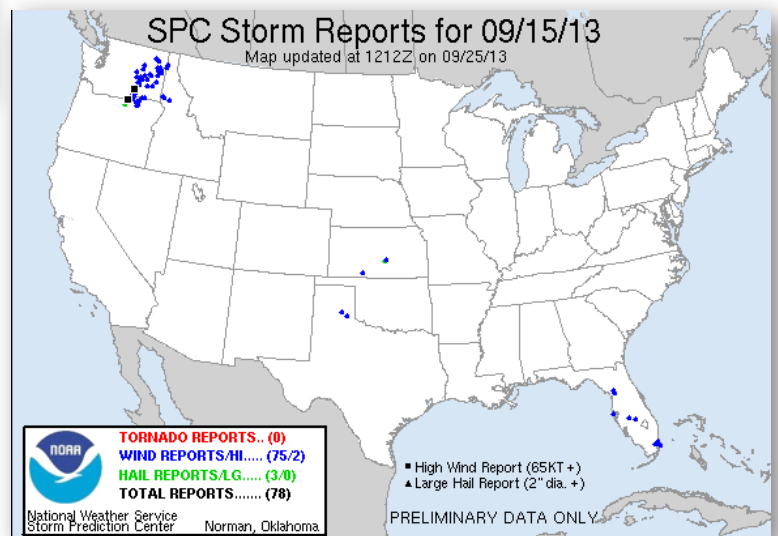 SPC Storm Reports for 09/15/13
Map updated at 1212Z on 09/25/13
NOAA
TORNADO REPORTS.. (0)
WIND REPORTS/HI..... (75/2)
HAIL REPORTS/LG..... (3/0)
TOTAL REPORTS....... (78)
National Weather Service
Storm Prediction Center Norman, Oklahoma
High Wind Report (65KT +)
Large Hail Report (2" dia. +)
PRELIMINARY DATA ONLY